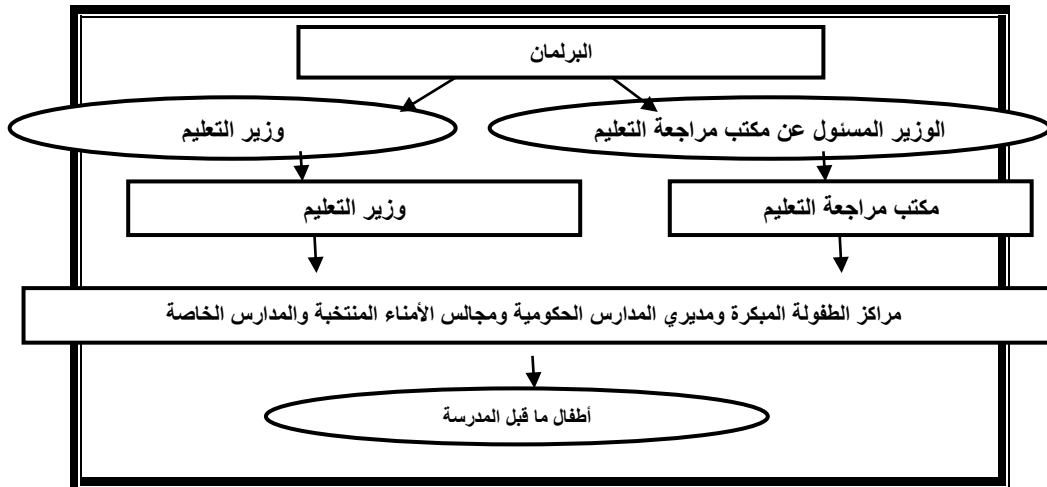 البرلمان
الوزير المسئول عن مكتب مراجعة التعليم
وزير التعليم
مكتب مراجعة التعليم
وزير التعليم
مراكز الطفولة المبكرة ومديري المدارس الحكومية ومجالس الأمناء المنتخبة والمدارس الخاصة
أطفال ما قبل المدرسة